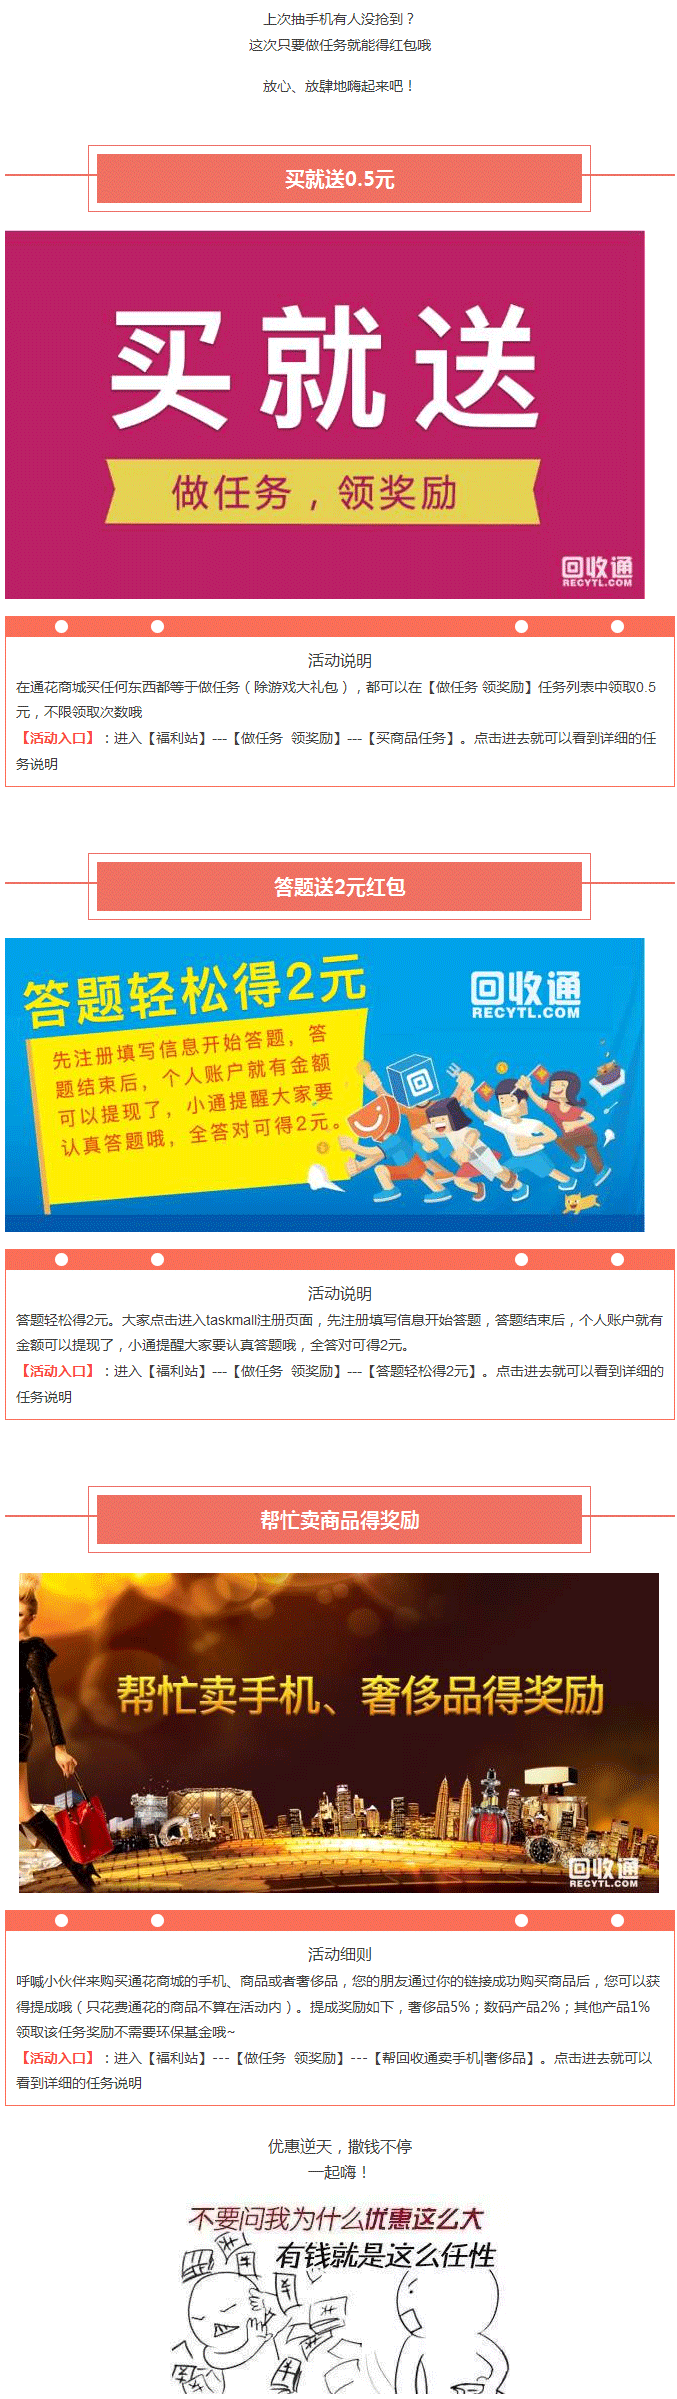 上次抽手机有人没抢到？
这次只要做任务就能得红包哦
放心、放肆地嗨起来吧！
买就送0.5元
买就送
做任务，领奖励
回收通
RECYTL.COM
活动说明
在通花商城买任何东西都等于做任务（除游戏大礼包），都可以在【做任务 领奖励】任务列表中领取0.5
元，不限领取次数哦
【活动入口】：进入【福利站】---【做任务 领奖励】---【买商品任务】。点击进去就可以看到详细的任
务说明
答题送2元红包
答题轻松得2元
回收通
RECYTL.COM
先注册填写信息开始答题，答
题结束后，个人账户就有金额
可以提现了，小通提醒大家要
认真答题哦，全答对可得2元。
活动说明
答题轻松得2元。大家点击进入taskmall注册页面，先注册填写信息开始答题，答题结束后，个人账户就有
金额可以提现了，小通提醒大家要认真答题哦，全答对可得2元。
【活动入口】：进入【福利站】---【做任务 领奖励】---【答题轻松得2元】。点击进去就可以看到详细的
任务说明
帮忙卖商品得奖励
帮忙卖手机、奢侈品得奖励
回收通
RECYTL.COM
活动细则
呼喊小伙伴来购买通花商城的手机、商品或者奢侈品，您的朋友通过你的链接成功购买商品后，您可以获
得提成哦（只花费通花的商品不算在活动内）。提成奖励如下，奢侈品5%；数码产品2%；其他产品1%
领取该任务奖励不需要环保基金哦~
【活动入口】：进入【福利站】---【做任务 领奖励】---【帮回收通卖手机|奢侈品】。点击进去就可以
看到详细的任务说明
优惠逆天，撒钱不停
一起嗨！
不要问我为什么优惠这么大
有钱就是这么任性